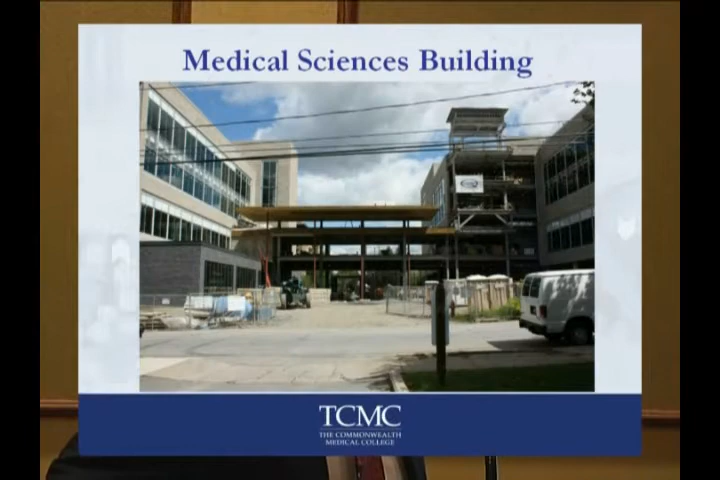 Medical Sciences Building
TCMC
THE COMMONWEALTH
MEDICAL COLLEGE